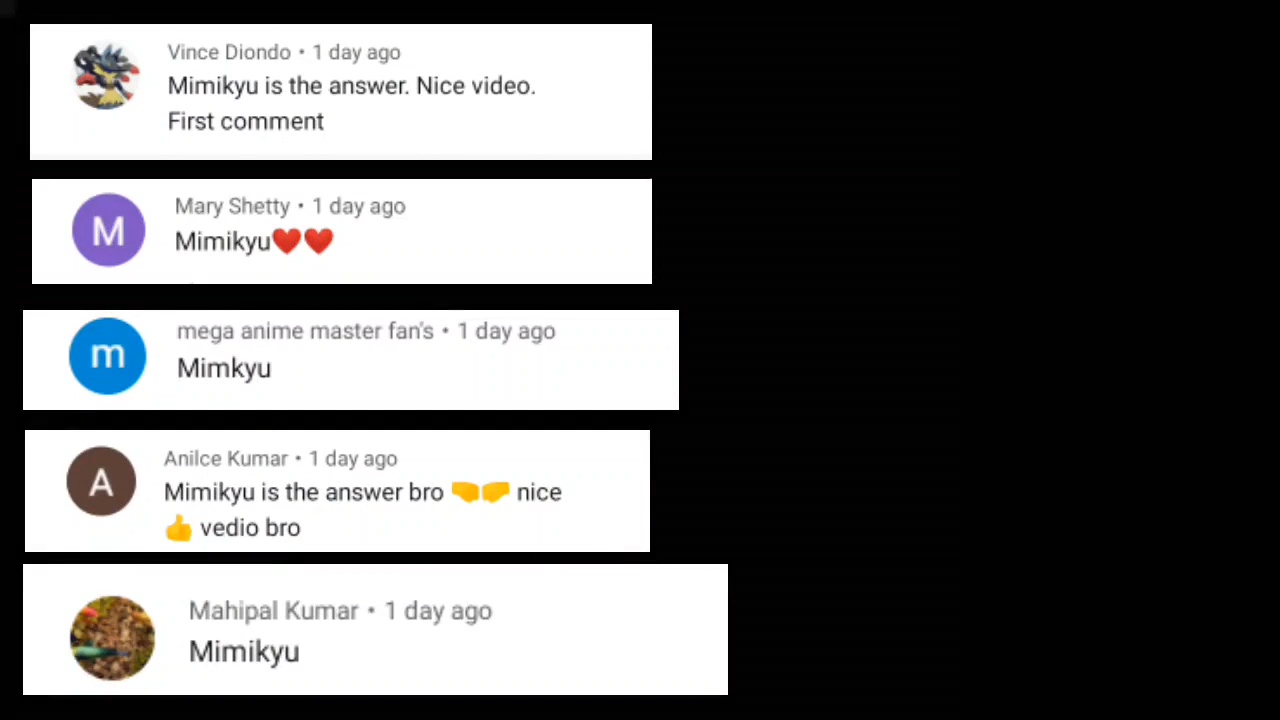 Vince Diondo • 1 day ago
Mimikyu is the answer. Nice video.
First comment
M
Mary Shetty • 1 day ago
Mimikyu❤️❤️
m
mega anime master fan's • 1 day ago
Mimkyu
A
Anilce Kumar • 1 day ago
Mimikyu is the answer bro 🤜🤛 nice
👍 vedio bro
Mahipal Kumar • 1 day ago
Mimikyu